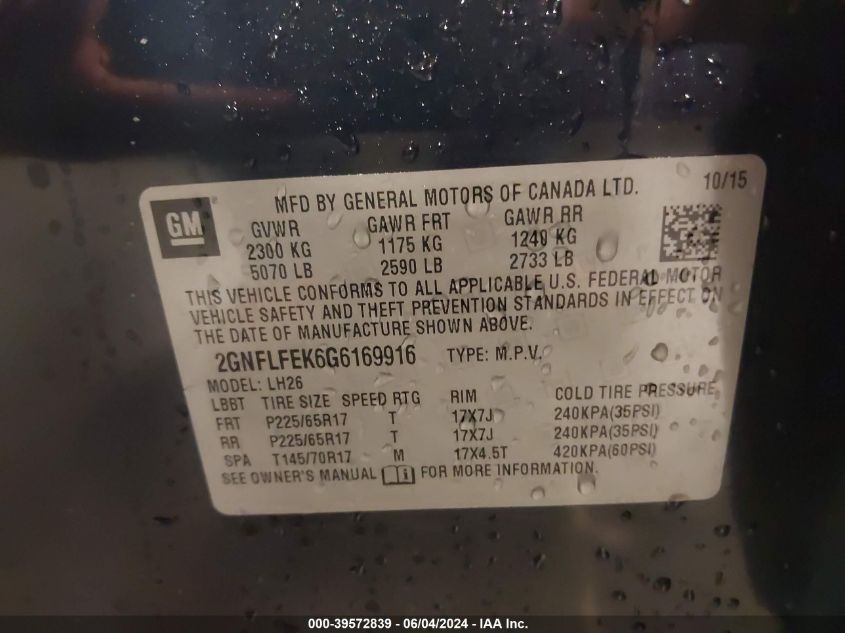 MFD BY GENERAL MOTORS OF CANADA LTD. 10/15
GM®
GVWR GAWR FRT GAWR RR
2300 KG 1175 KG 1240 KG
5070 LB 2590 LB 2733 LB
THIS VEHICLE CONFORMS TO ALL APPLICABLE U.S. FEDERAL MOTOR
VEHICLE SAFETY AND THEFT PREVENTION STANDARDS IN EFFECT ON
THE DATE OF MANUFACTURE SHOWN ABOVE.
2GNFLFEK6G6169916 TYPE: M.P.V.
MODEL: LH26
LBBT TIRE SIZE SPEED RTG RIM COLD TIRE PRESSURE
FRT P225/65R17 T 17X7J 240KPA(35PSI)
RR P225/65R17 T 17X7J 240KPA(35PSI)
SPA T145/70R17 M 17X4.5T 420KPA(60PSI)
SEE OWNER'S MANUAL FOR MORE INFORMATION.
000-39572839 - 06/04/2024 - IAAI.com